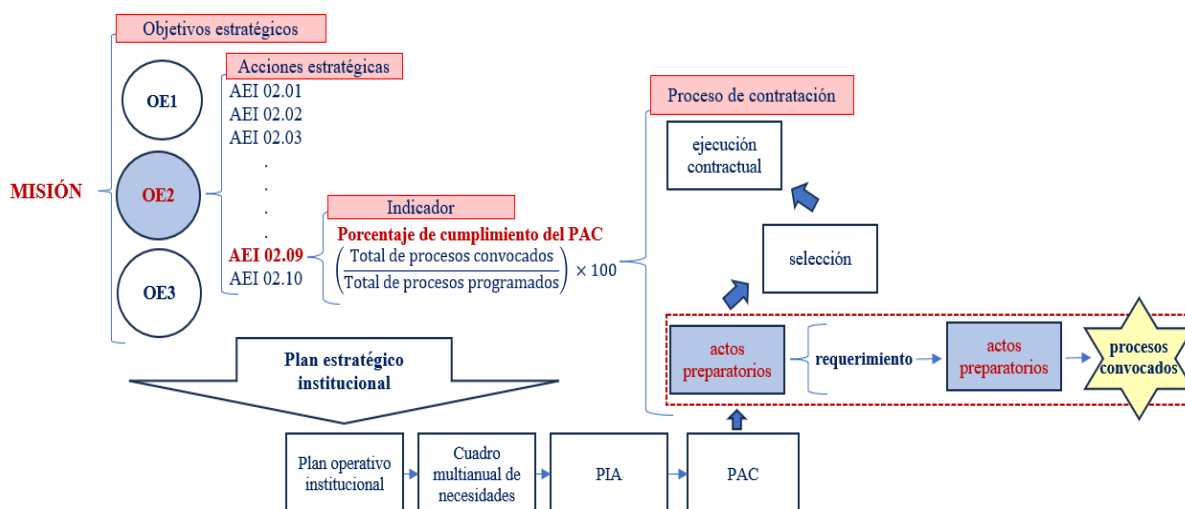 Objetivos estratégicos
MISIÓN
OE1
OE2
OE3
Acciones estratégicas
AEI 02.01
AEI 02.02
AEI 02.03
.
.
.
.
AEI 02.09
AEI 02.10
Indicador
Porcentaje de cumplimiento del PAC
(Total de procesos convocados
Total de procesos programados) × 100
Proceso de contratación
ejecución
contractual
selección
actos
preparatorios
requerimiento
actos
preparatorios
procesos
convocados
Plan estratégico
institucional
Plan operativo
institucional
Cuadro
multianual de
necesidades
PIA
PAC